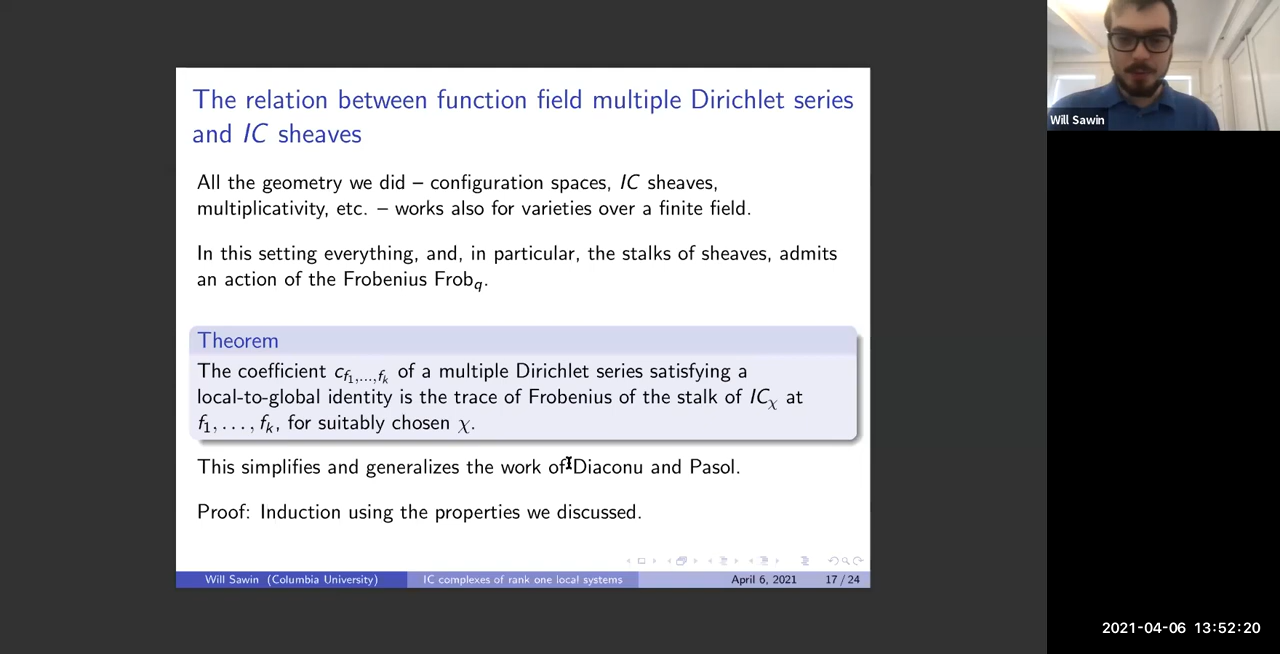 The relation between function field multiple Dirichlet series
and IC sheaves
All the geometry we did – configuration spaces, IC sheaves,
multiplicativity, etc. – works also for varieties over a finite field.
In this setting everything, and, in particular, the stalks of sheaves, admits
an action of the Frobenius Frob_q.
Theorem
The coefficient c_{f_1,...,f_k} of a multiple Dirichlet series satisfying a
local-to-global identity is the trace of Frobenius of the stalk of IC_χ at
f_1, . . . , f_k, for suitably chosen χ.
This simplifies and generalizes the work of Diaconu and Pasol.
Proof: Induction using the properties we discussed.
Will Sawin (Columbia University) IC complexes of rank one local systems April 6, 2021 17 / 24
Will Sawin
2021-04-06 13:52:20